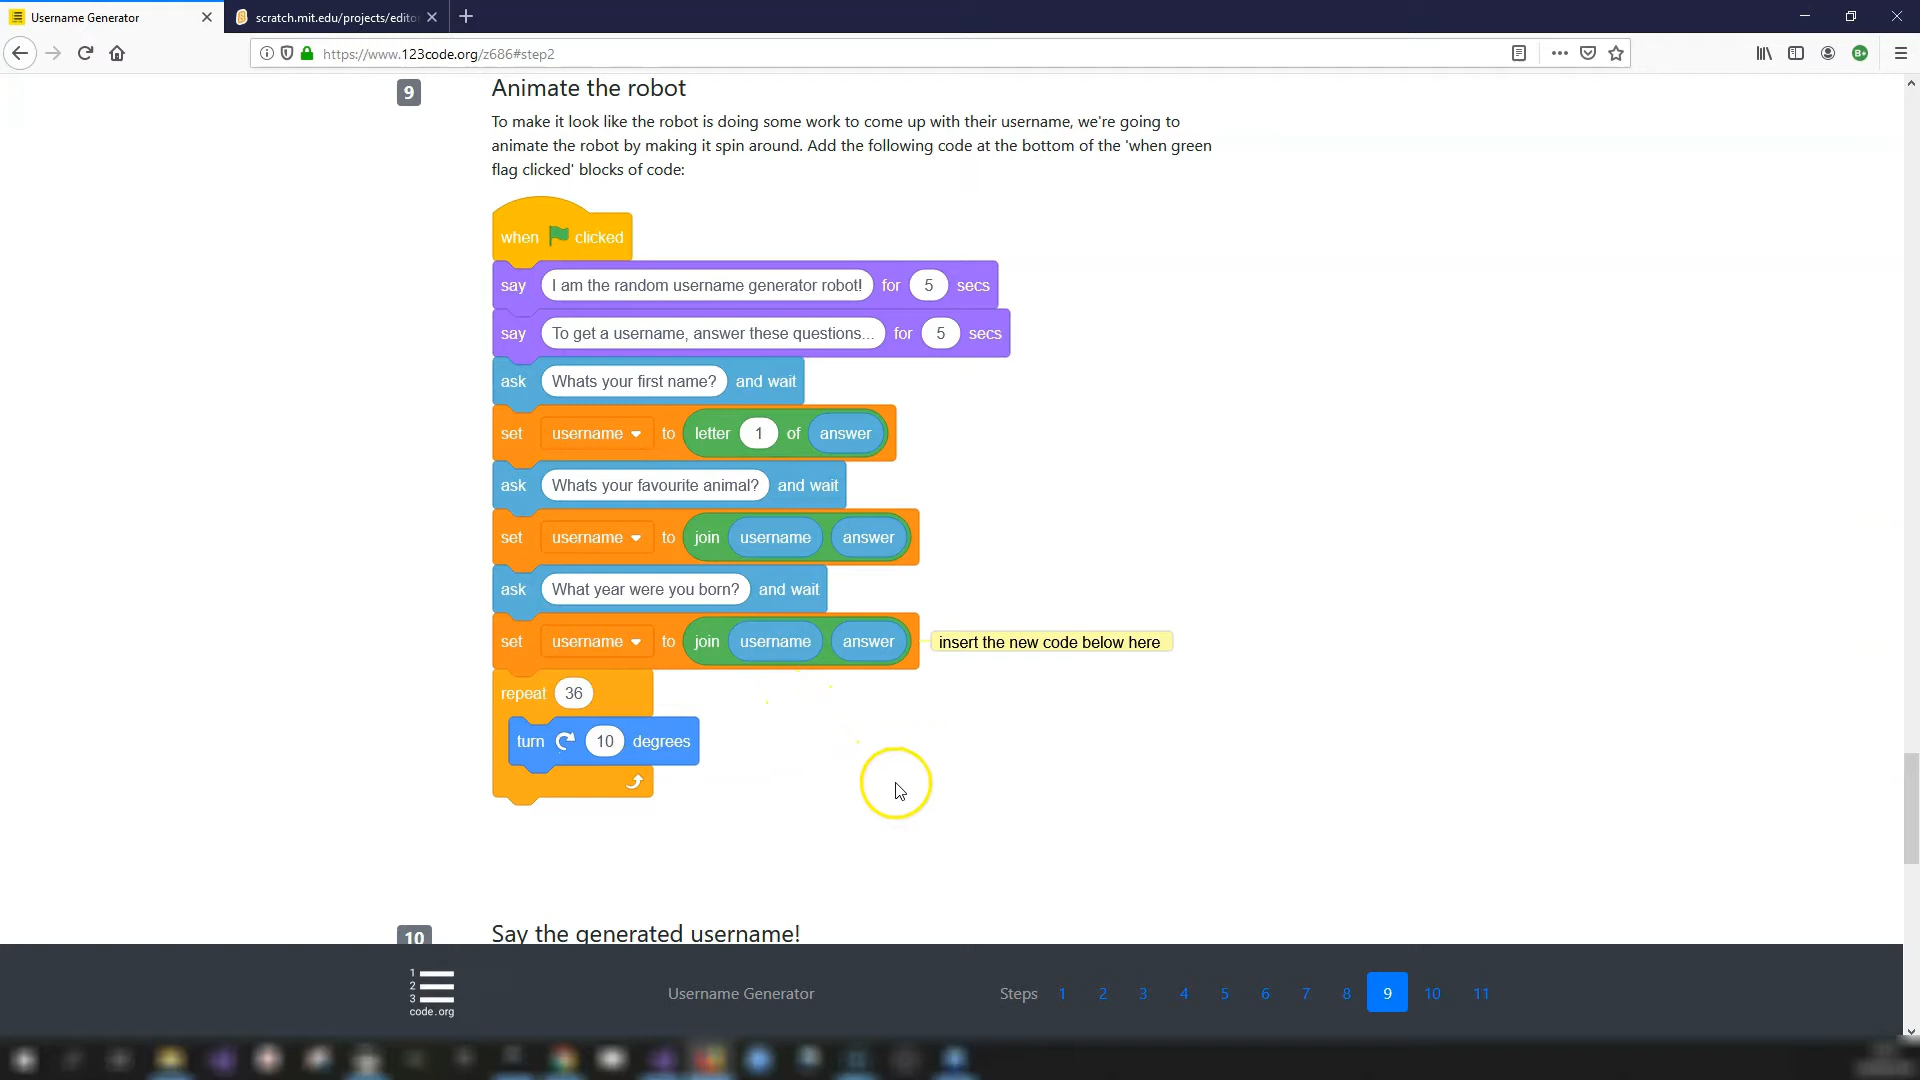 Username Generator
scratch.mit.edu/projects/edito
https://www.123code.org/z686#step2
9
Animate the robot
To make it look like the robot is doing some work to come up with their username, we're going to
animate the robot by making it spin around. Add the following code at the bottom of the 'when green
flag clicked' blocks of code:
when clicked
say I am the random username generator robot! for 5 secs
say To get a username, answer these questions... for 5 secs
ask Whats your first name? and wait
set username to letter 1 of answer
ask Whats your favourite animal? and wait
set username to join username answer
ask What year were you born? and wait
set username to join username answer insert the new code below here
repeat 36
turn 10 degrees
10
Say the generated username!
1
2
3
code.org
Username Generator
Steps 1 2 3 4 5 6 7 8 9 10 11